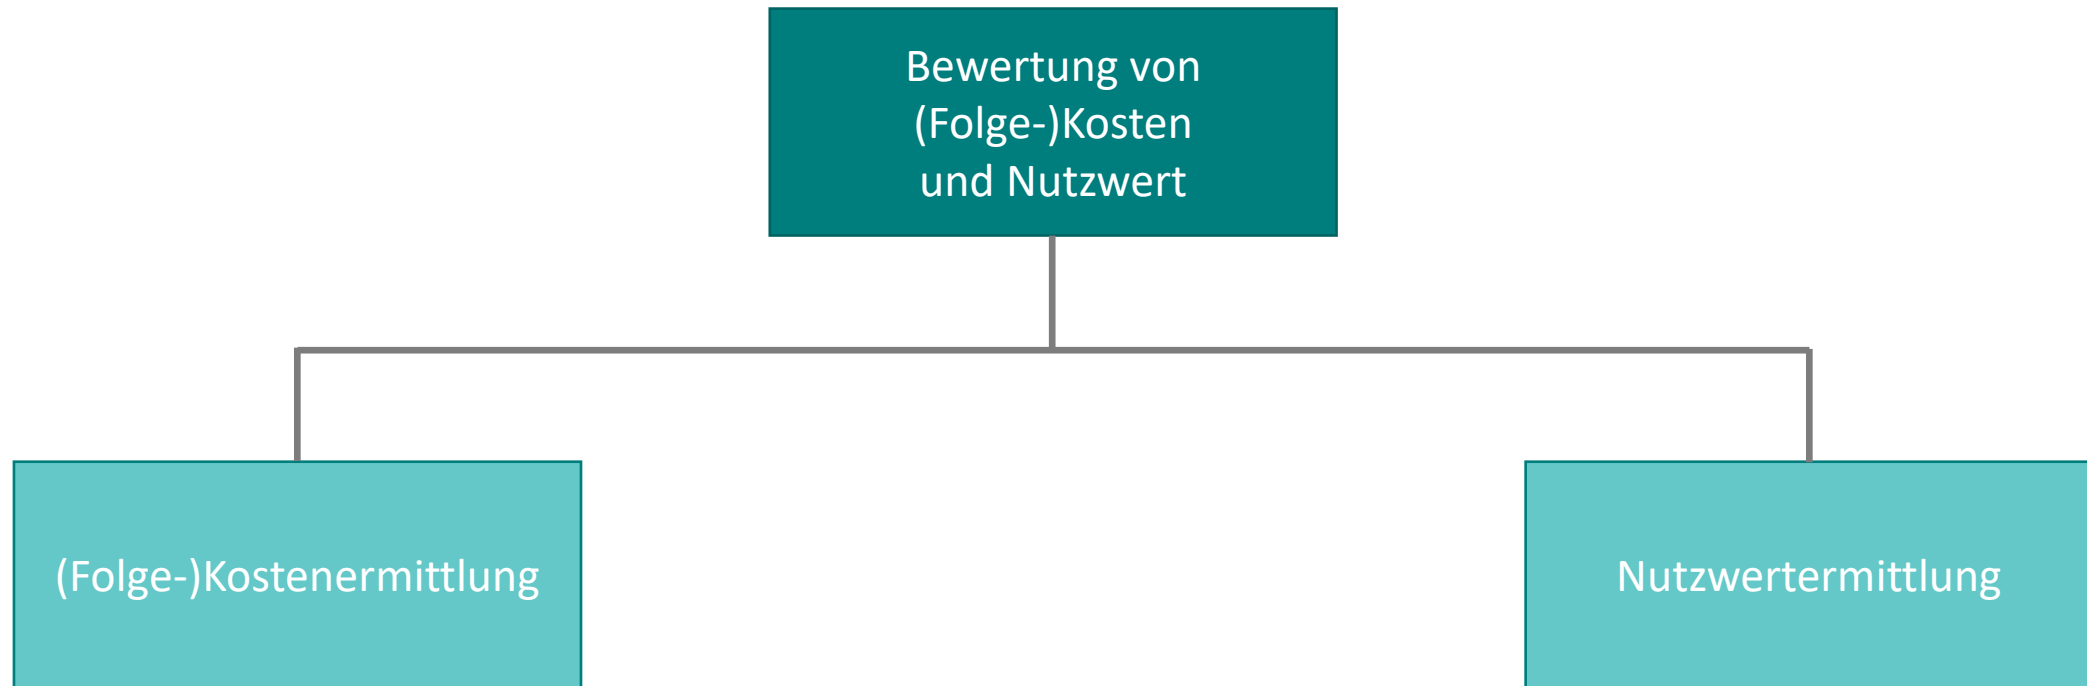 Bewertung von
(Folge-)Kosten
und Nutzwert
(Folge-)Kostenermittlung
Nutzwertermittlung